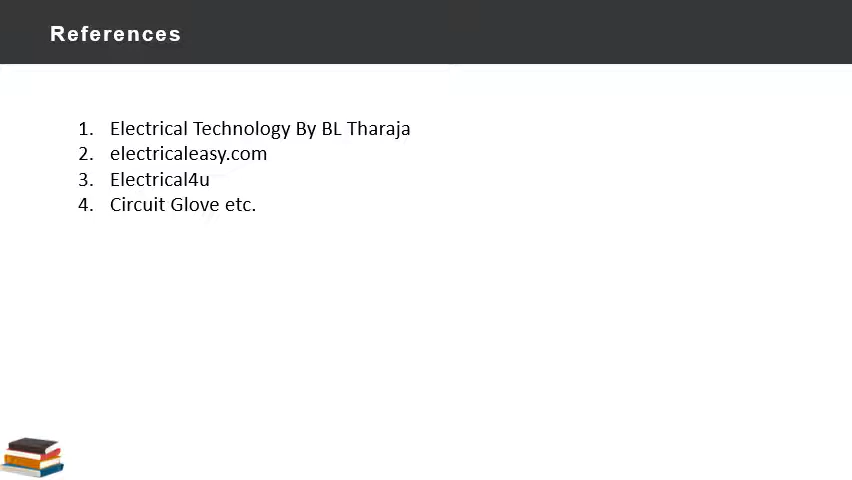 References
1. Electrical Technology By BL Tharaja
2. electricaleasy.com
3. Electrical4u
4. Circuit Glove etc.